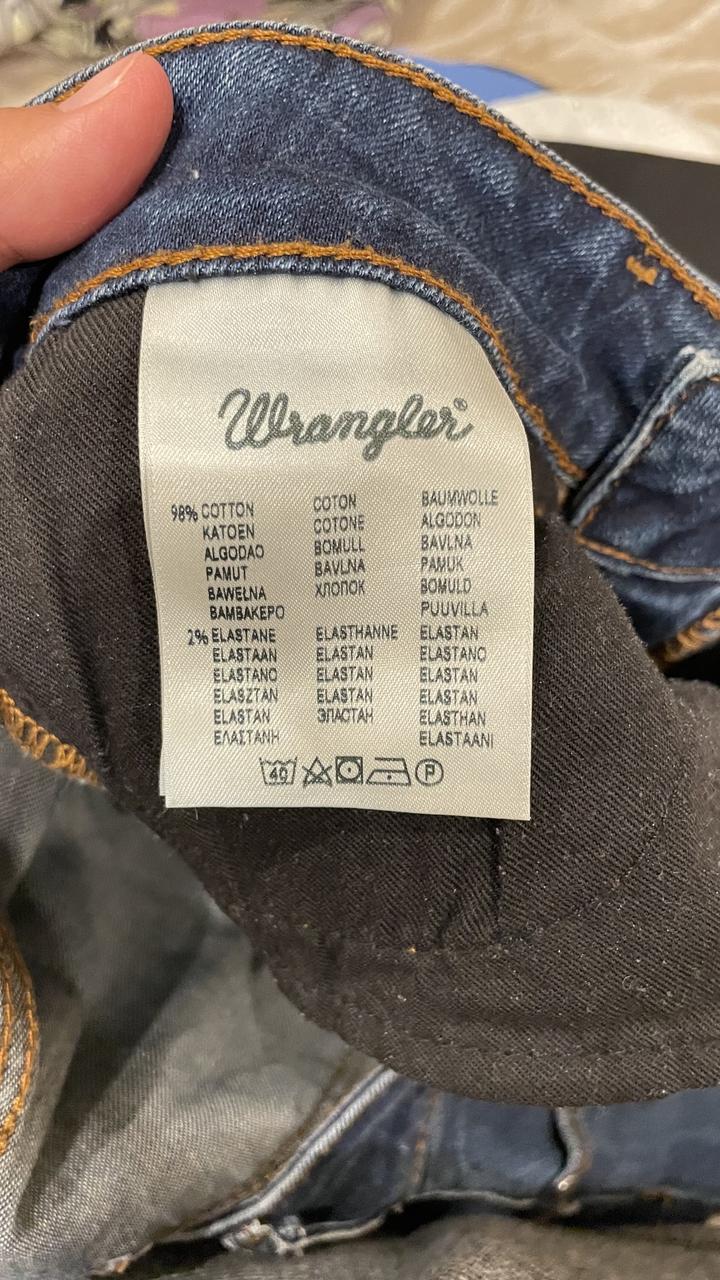 Wrangler®
98% COTTON COTON BAUMWOLLE
KATOEN COTONE ALGODON
ALGODAO BOMULL BAVLNA
PAMUT BAVLNA PAMUK
BAWEŁNA ХЛОПОК BOMULD
ΒΑΜΒΑΚΕΡΟ PUUVILLA
2% ELASTANE ELASTHANNE ELASTAN
ELASTAAN ELASTAN ELASTANO
ELASTANO ELASTAN ELASTAN
ELASZTAN ELASTAN ELASTAN
ELASTAN ЭЛАСТАН ELASTHAN
ΕΛΑΣΤΑΝΗ ELASTAANI
40 P